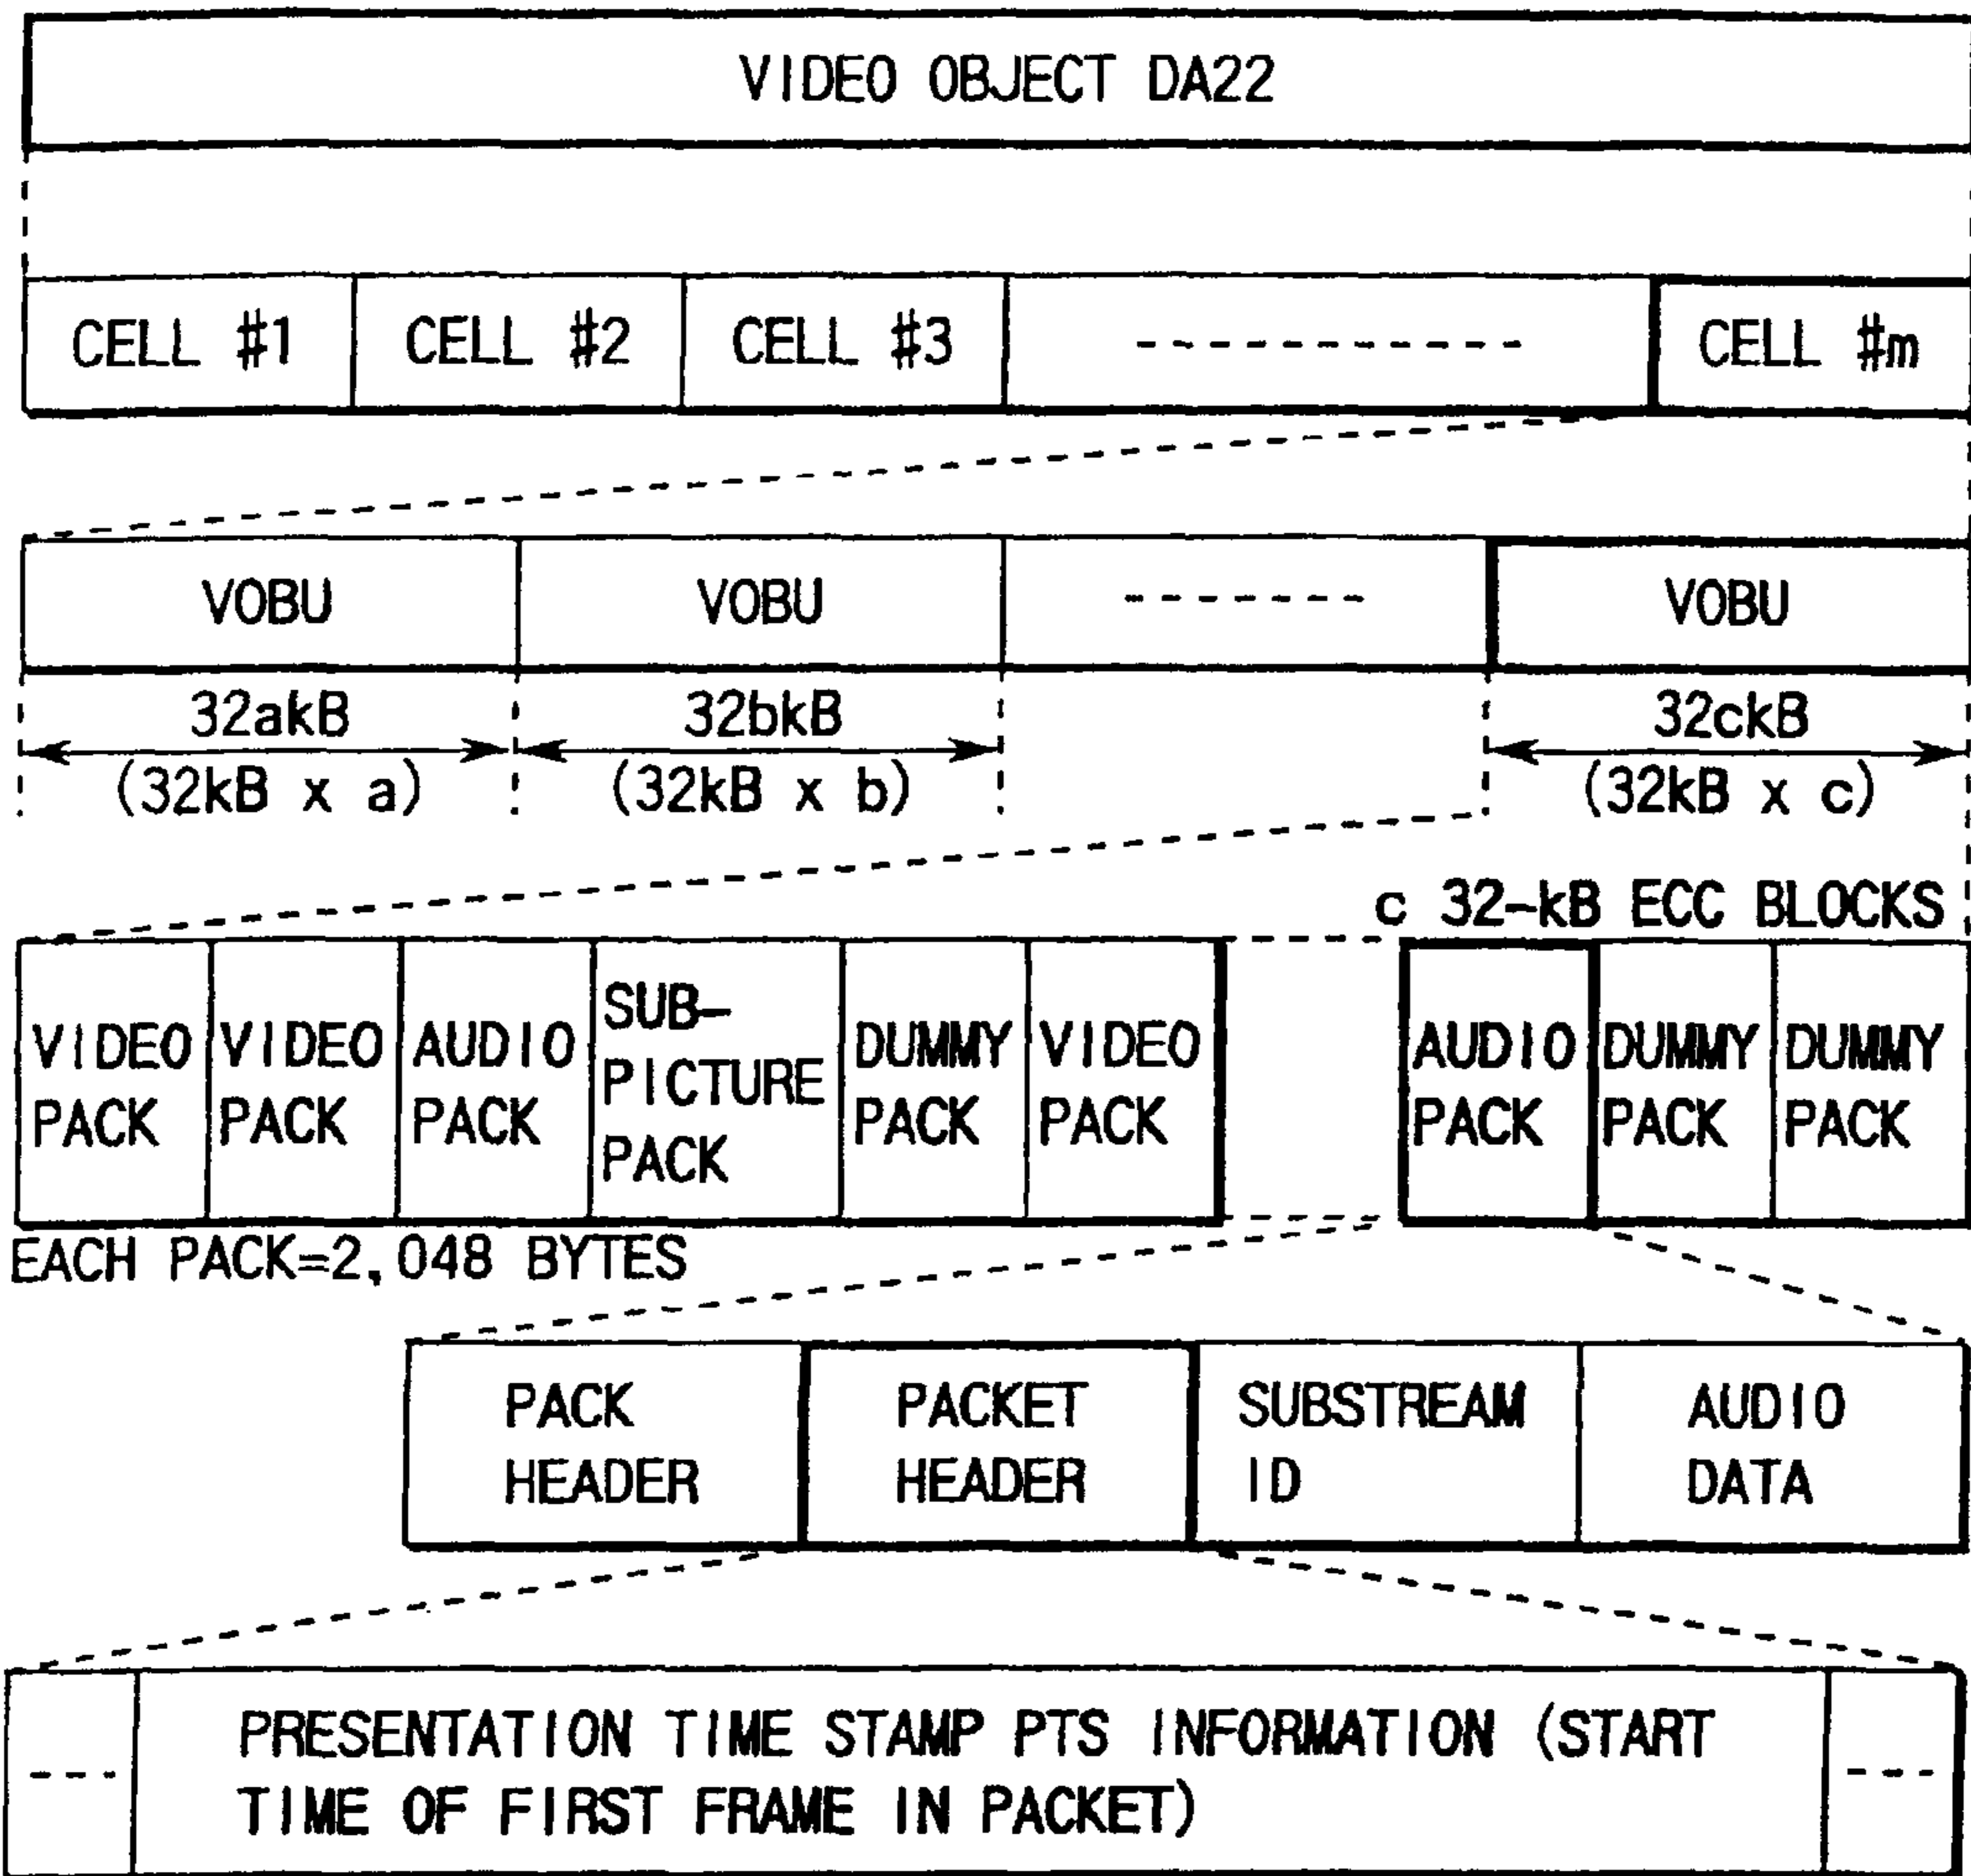 VIDEO OBJECT DA22
CELL #1
CELL #2
CELL #3
CELL #m
VOBU
VOBU
VOBU
32akB
(32kB x a)
32bkB
(32kB x b)
32ckB
(32kB x c)
c 32-kB ECC BLOCKS
VIDEO
PACK
VIDEO
PACK
AUDIO
PACK
SUB-
PICTURE
PACK
DUMMY
PACK
VIDEO
PACK
AUDIO
PACK
DUMMY
PACK
DUMMY
PACK
EACH PACK=2,048 BYTES
PACK
HEADER
PACKET
HEADER
SUBSTREAM
ID
AUDIO
DATA
PRESENTATION TIME STAMP PTS INFORMATION (START
TIME OF FIRST FRAME IN PACKET)